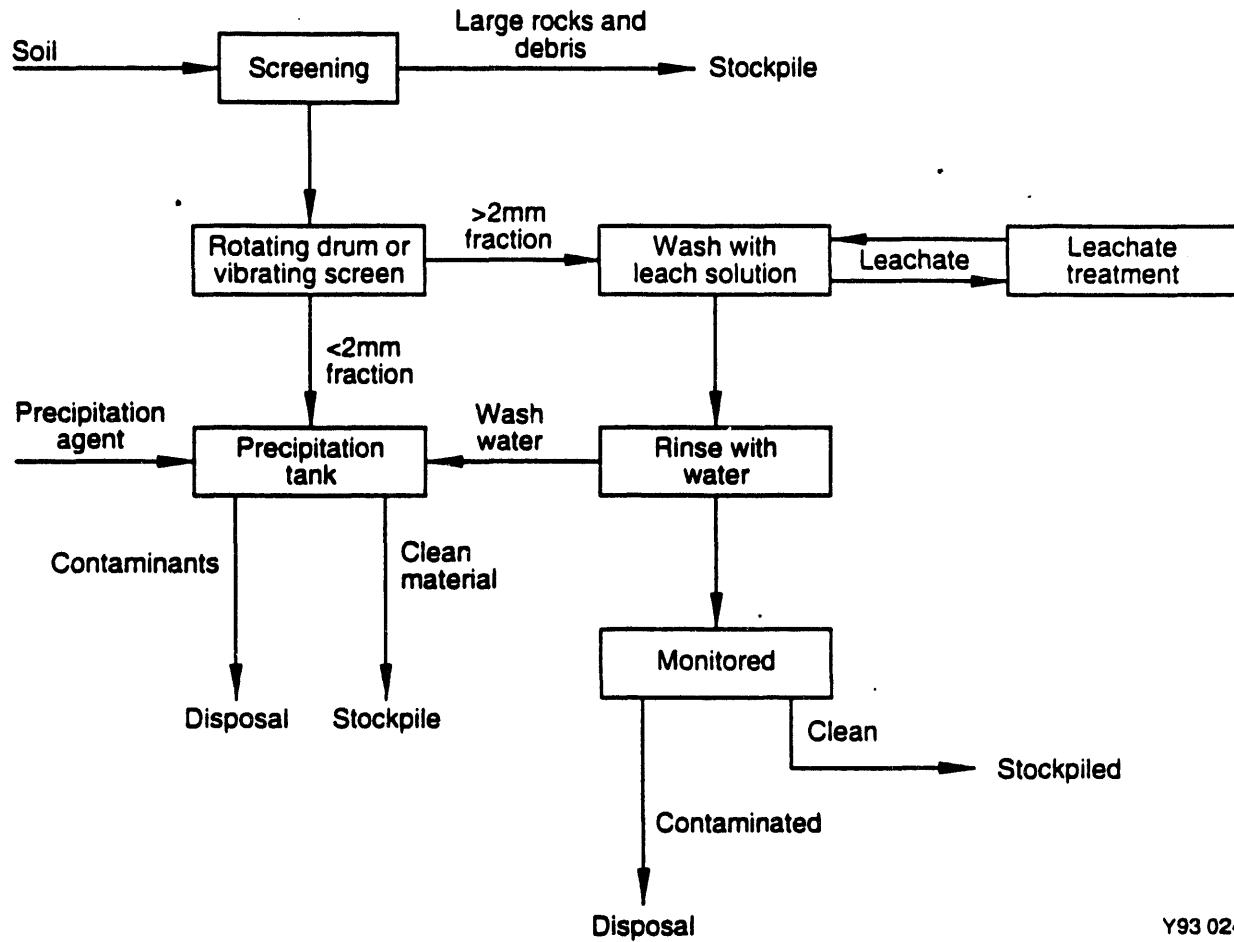 Large rocks and
debris
Soil
Screening
Stockpile
>2mm
fraction
Rotating drum or
vibrating screen
Wash with
leach solution
Leachate
Leachate
treatment
<2mm
fraction
Precipitation
agent
Wash
water
Precipitation
tank
Rinse with
water
Contaminants
Clean
material
Monitored
Disposal
Stockpile
Clean
Stockpiled
Contaminated
Disposal
Y93 024